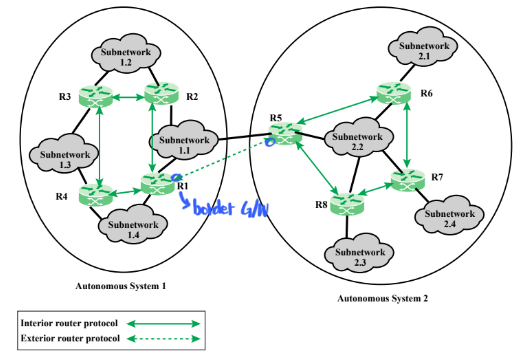 Subnetwork
2.1
Subnetwork
1.2
R3
R2
R6
R5
Subnetwork
1.1
Subnetwork
2.2
Subnetwork
1.3
R4
R1
R7
R8
border G/W
Subnetwork
1.4
Subnetwork
2.4
Subnetwork
2.3
Autonomous System 1
Autonomous System 2
Interior router protocol
Exterior router protocol